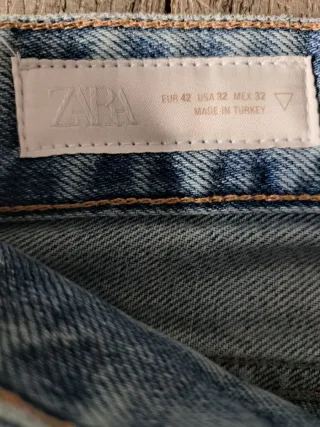 ZARA
EUR 42 USA 32 MEX 32
MADE IN TURKEY